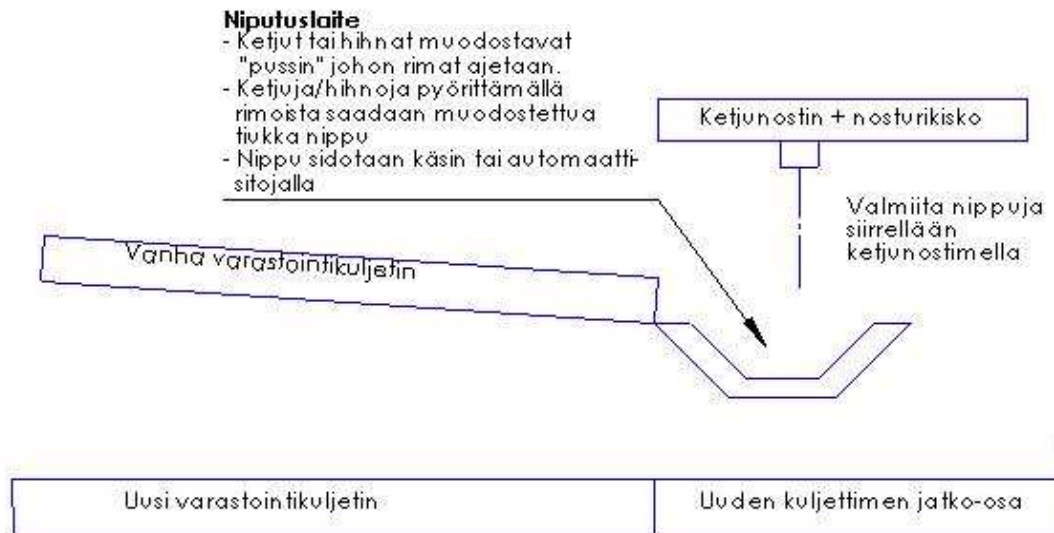 Niputuslaite
- Ketjut tai hihnat muodostavat
"pussin" johon rimat ajetaan.
- Ketjuja/hihnoja pyörittämällä
rimoista saadaan muodostettua
tiukka nippu
- Nippu sidotaan käsin tai automaatti-
sitojalla
Ketjunostin + nosturikisko
Valmiita nippuja
siirrellään
ketjunostimella
Vanha varastointikuljetin
Uusi varastointikuljetin
Uuden kuljettimen jatko-osa